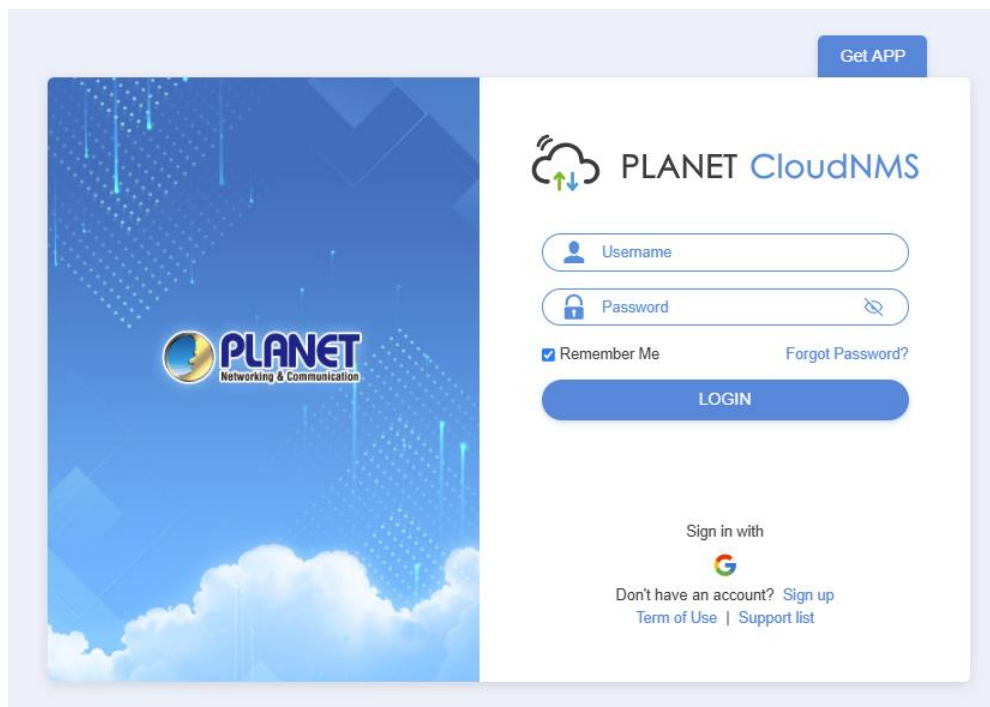 Get APP
PLANET
Networking & Communication
PLANET CloudNMS
Username
Password
Remember Me
Forgot Password?
LOGIN
Sign in with
Don't have an account? Sign up
Term of Use | Support list